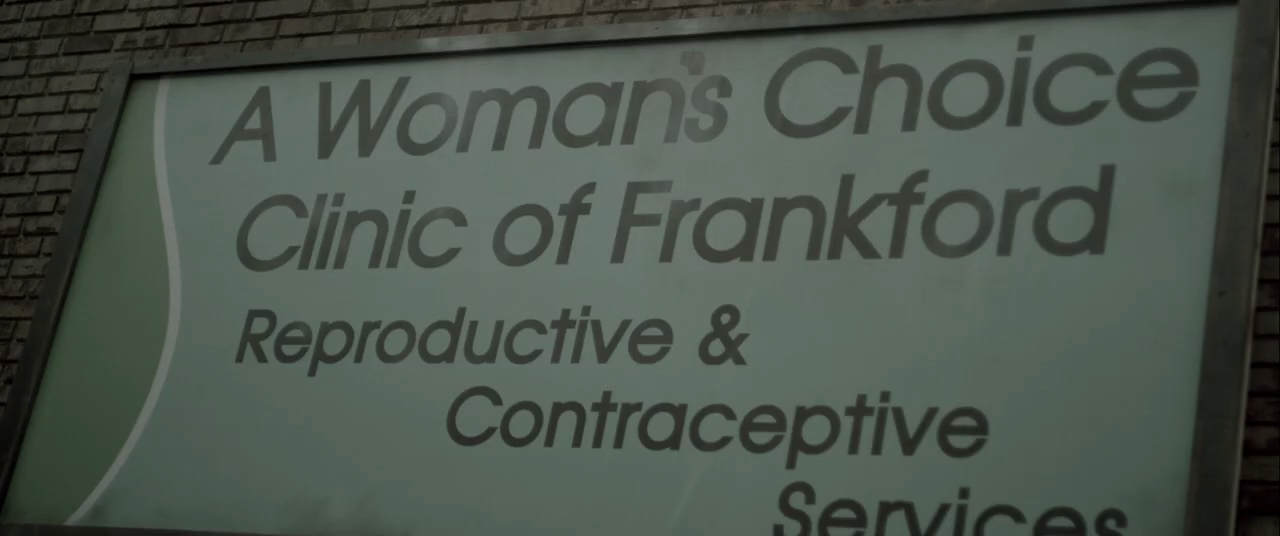 A Woman's Choice
Clinic of Frankford
Reproductive &
Contraceptive
Services